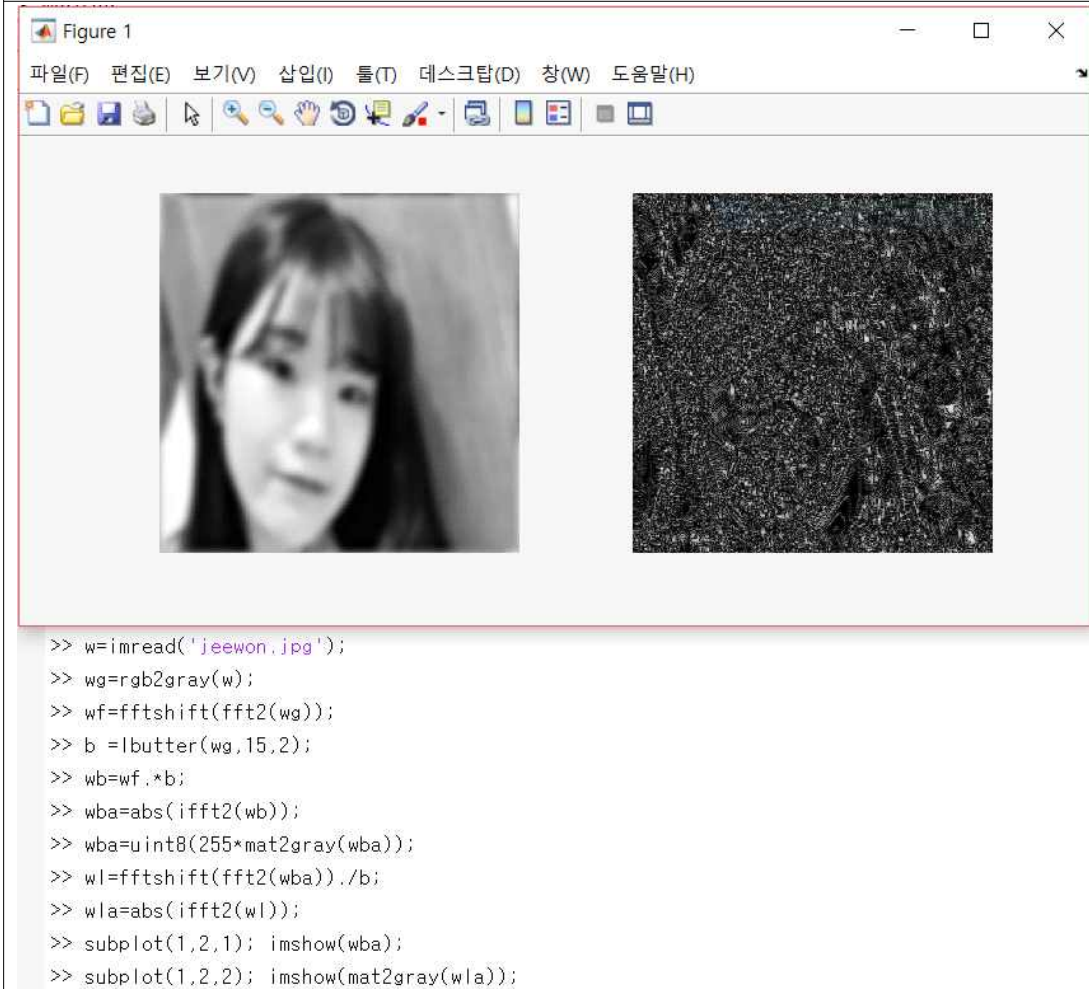 Figure 1
파일(F) 편집(E) 보기(V) 삽입(I) 툴(T) 데스크탑(D) 창(W) 도움말(H)
>> w=imread('jeewon.jpg');
>> wg=rgb2gray(w);
>> wf=fftshift(fft2(wg));
>> b =lbutter(wg,15,2);
>> wb=wf.*b;
>> wba=abs(ifft2(wb));
>> wba=uint8(255*mat2gray(wba));
>> wl=fftshift(fft2(wba))./b;
>> wla=abs(ifft2(wl));
>> subplot(1,2,1); imshow(wba);
>> subplot(1,2,2); imshow(mat2gray(wla));